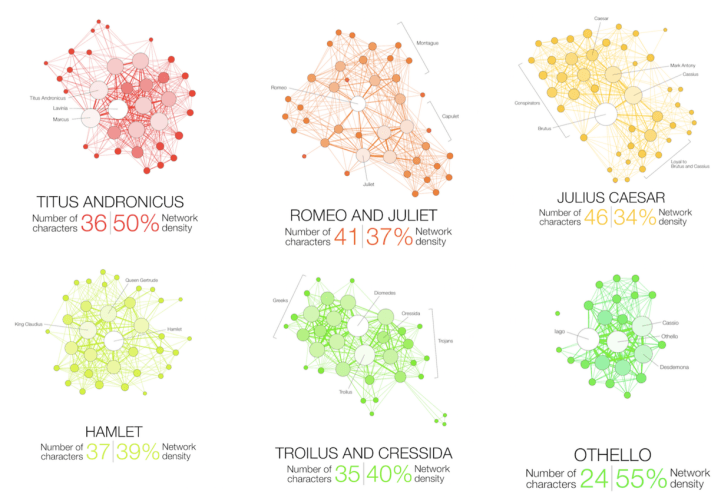 Titus Andronicus
Lavinia
Marcus
TITUS ANDRONICUS
Number of characters 36 50% Network density
Montague
Romeo
Capulet
Juliet
ROMEO AND JULIET
Number of characters 41 37% Network density
Caesar
Mark Antony
Cassius
Conspirators
Brutus
Loyal to
Brutus and Cassius
JULIUS CAESAR
Number of characters 46 34% Network density
Queen Gertrude
King Claudius
Hamlet
HAMLET
Number of characters 37 39% Network density
Greeks
Diomedes
Cressida
Trojans
Troilus
TROILUS AND CRESSIDA
Number of characters 35 40% Network density
Iago
Cassio
Othello
Desdemona
OTHELLO
Number of characters 24 55% Network density